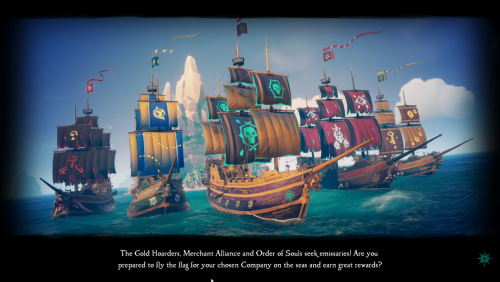 The Gold Hoarders, Merchant Alliance and Order of Souls seek emissaries! Are you
prepared to fly the flag for your chosen Company on the seas and earn great rewards?